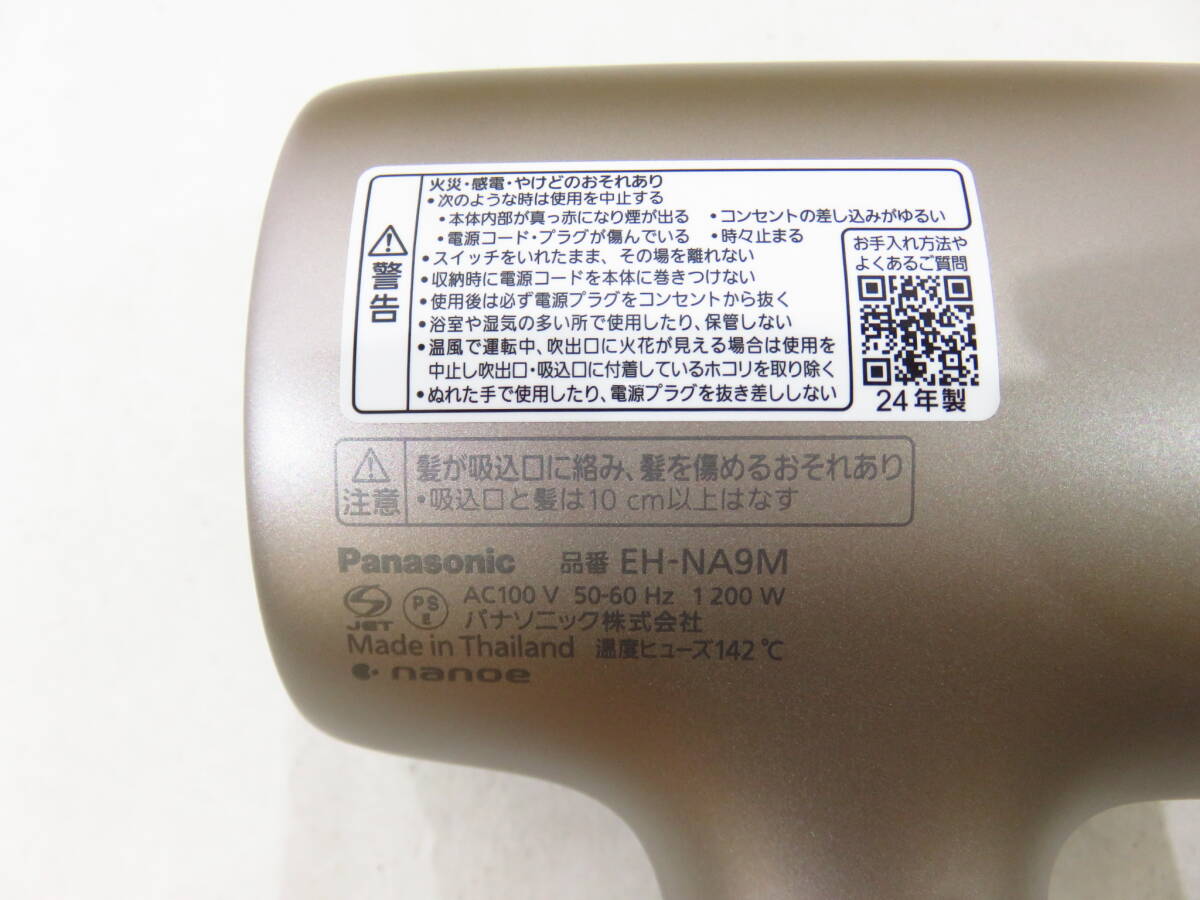 警告
火災・感電・やけどのおそれあり
•次のような時は使用を中止する
•本体内部が真っ赤になり煙が出る •コンセントの差し込みがゆるい
•電源コード・プラグが傷んでいる •時々止まる
•スイッチをいれたまま、その場を離れない
•収納時に電源コードを本体に巻きつけない
•使用後は必ず電源プラグをコンセントから抜く
•浴室や湿気の多い所で使用したり、保管しない
•温風で運転中、吹出口に火花が見える場合は使用を
中止し吹出口・吸込口に付着しているホコリを取り除く
•ぬれた手で使用したり、電源プラグを抜き差ししない
お手入れ方法や
よくあるご質問
24年製
注意
髪が吸込口に絡み、髪を傷めるおそれあり
•吸込口と髪は10 cm以上はなす
Panasonic 品番 EH-NA9M
JET PS E AC100 V 50-60 Hz 1200 W
パナソニック株式会社
Made in Thailand 温度ヒューズ142℃
nanoe